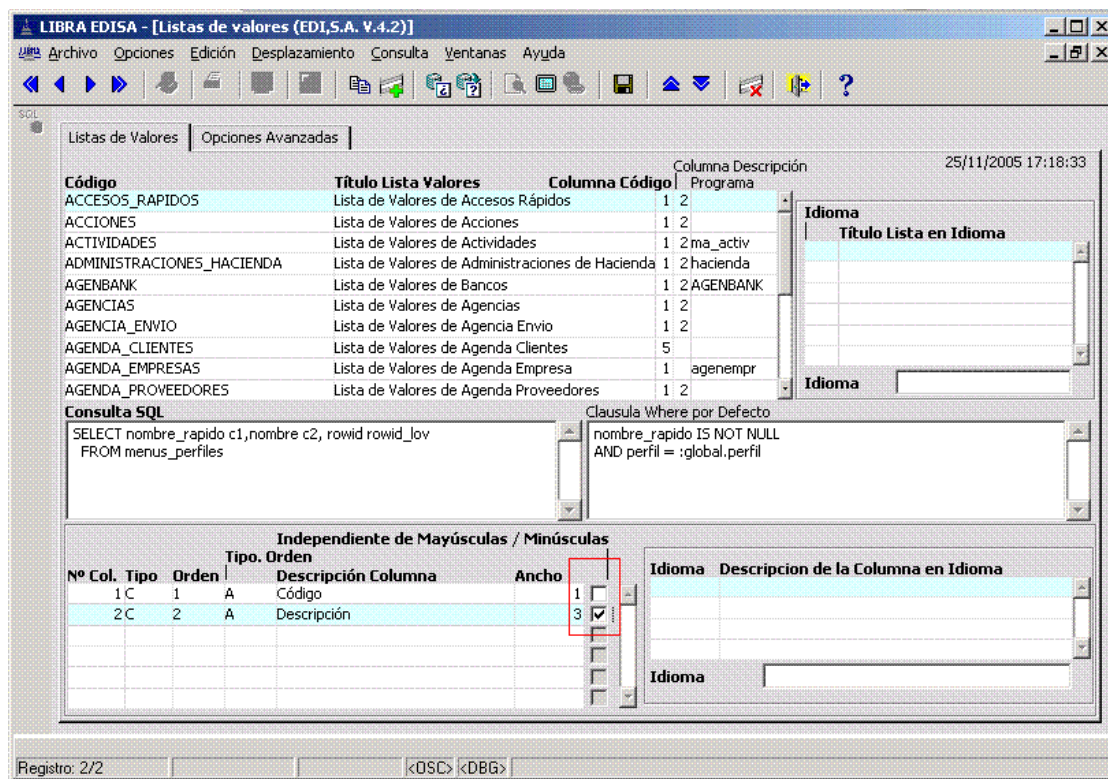 LIBRA EDISA - [Listas de valores (EDI,S.A. V.4.2)]
Archivo Opciones Edición Desplazamiento Consulta Ventanas Ayuda
SQL
Listas de Valores Opciones Avanzadas
25/11/2005 17:18:33
Columna Descripción
Código Título Lista Valores Columna Código Programa
ACCESOS_RAPIDOS Lista de Valores de Accesos Rápidos 1 2
ACCIONES Lista de Valores de Acciones 1 2
ACTIVIDADES Lista de Valores de Actividades 1 2 ma_activ
ADMINISTRACIONES_HACIENDA Lista de Valores de Administraciones de Hacienda 1 2 hacienda
AGENBANK Lista de Valores de Bancos 1 2 AGENBANK
AGENCIAS Lista de Valores de Agencias 1 2
AGENCIA_ENVIO Lista de Valores de Agencia Envio 1 2
AGENDA_CLIENTES Lista de Valores de Agenda Clientes 5
AGENDA_EMPRESAS Lista de Valores de Agenda Empresa 1 agenempr
AGENDA_PROVEEDORES Lista de Valores de Agenda Proveedores 1 2
Idioma
Título Lista en Idioma
Idioma
Consulta SQL
SELECT nombre_rapido c1,nombre c2, rowid rowid_lov
FROM menus_perfiles
Clausula Where por Defecto
nombre_rapido IS NOT NULL
AND perfil = :global.perfil
Independiente de Mayúsculas / Minúsculas
Tipo. Orden
Nº Col. Tipo Orden Descripción Columna Ancho
1 C 1 A Código 1
2 C 2 A Descripción 3
Idioma Descripcion de la Columna en Idioma
Idioma
Registro: 2/2 <OSC> <DBG>